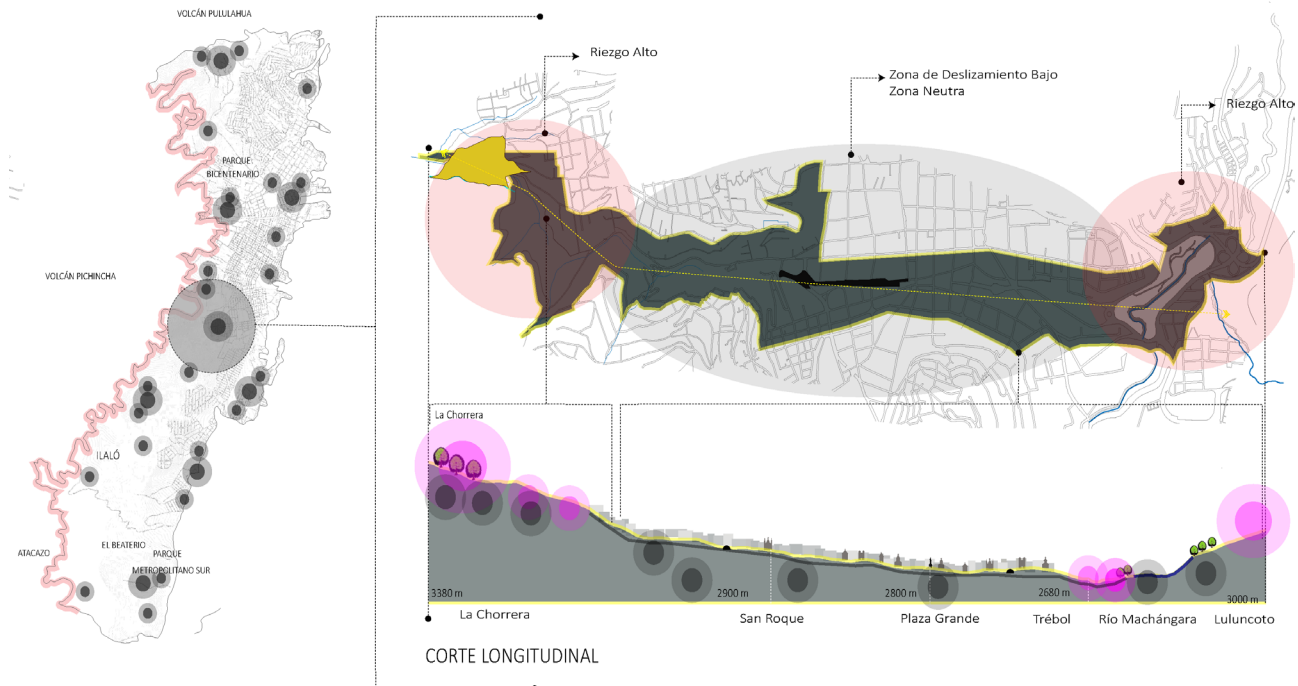 VOLCÁN PULULAHUA
PARQUE
BICENTENARIO
VOLCÁN PICHINCHA
ILALÓ
EL BEATERIO
PARQUE
METROPOLITANO SUR
ATACAZO
Riezgo Alto
Zona de Deslizamiento Bajo
Zona Neutra
Riezgo Alto
La Chorrera
3380 m
2900 m
2800 m
2680 m
3000 m
La Chorrera
San Roque
Plaza Grande
Trébol
Río Machángara
Luluncoto
CORTE LONGITUDINAL